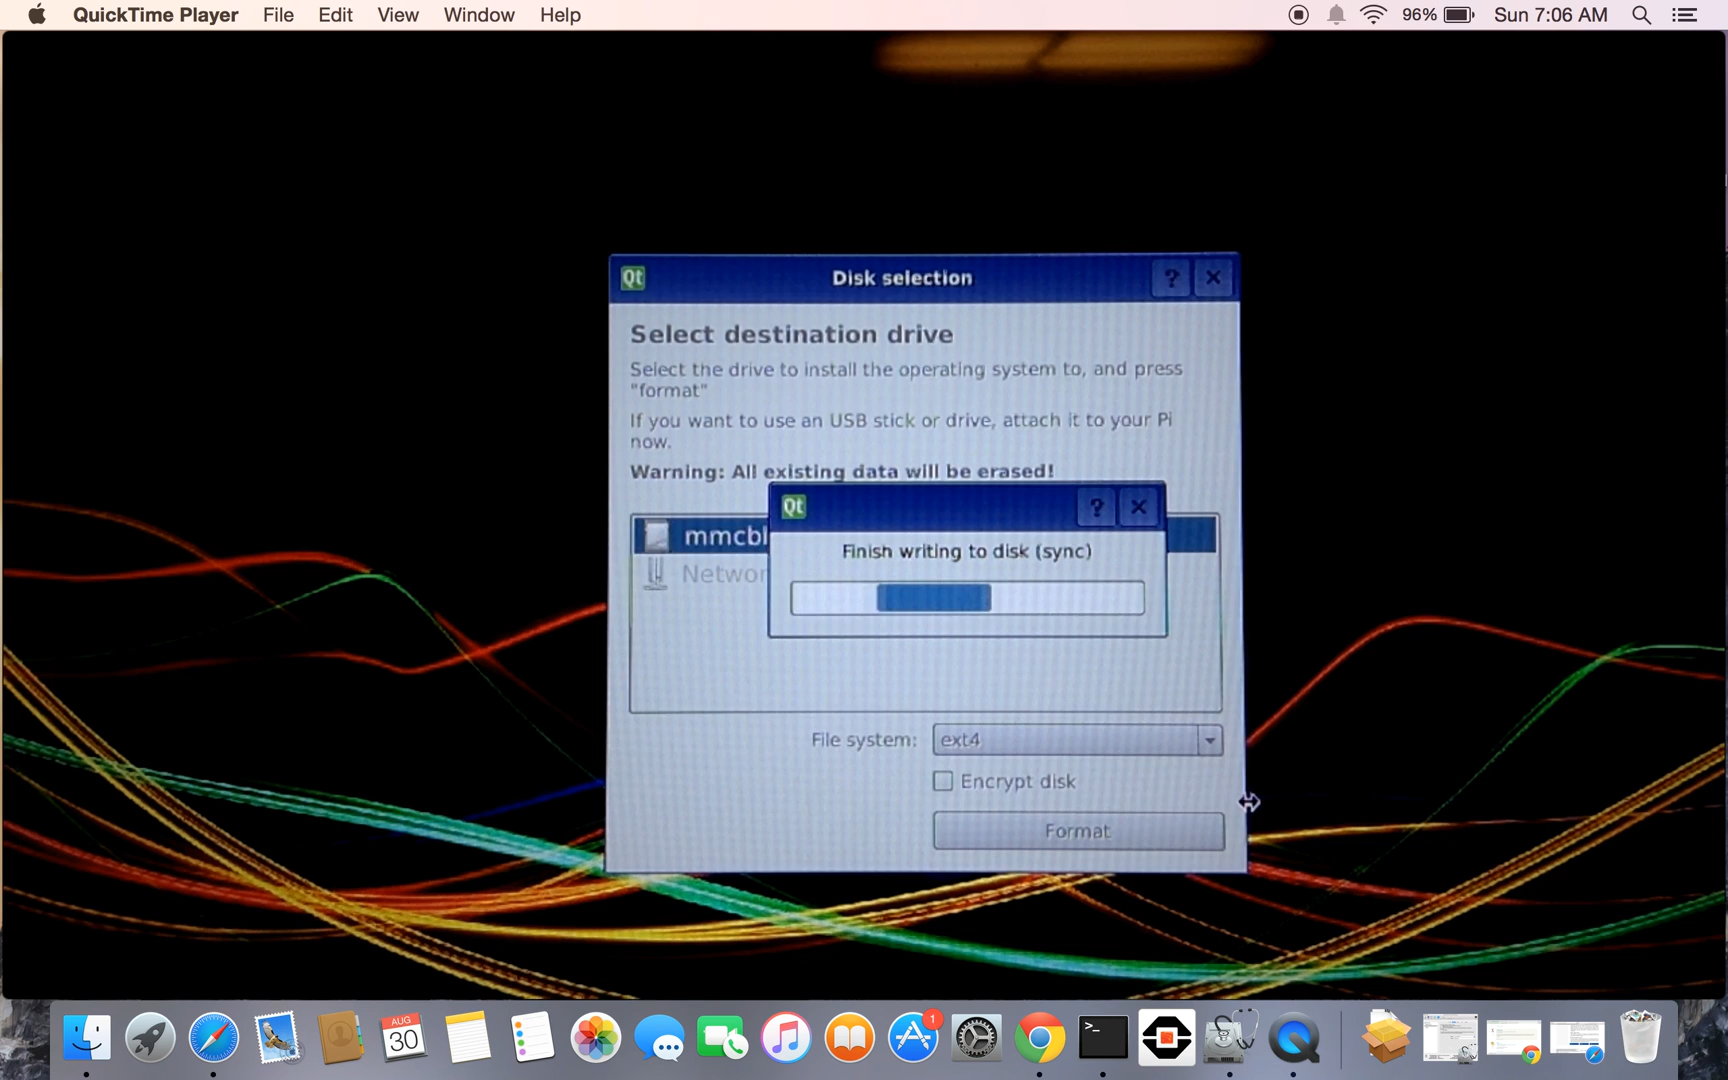 QuickTime Player File Edit View Window Help 96% Sun 7:06 AM
Qt Disk selection ? X
Select destination drive
Select the drive to install the operating system to, and press
"format"
If you want to use an USB stick or drive, attach it to your Pi
now.
Warning: All existing data will be erased!
Qt ? X
mmcbl
Finish writing to disk (sync)
Networ
File system: ext4
Encrypt disk
Format
AUG
30
1
>_